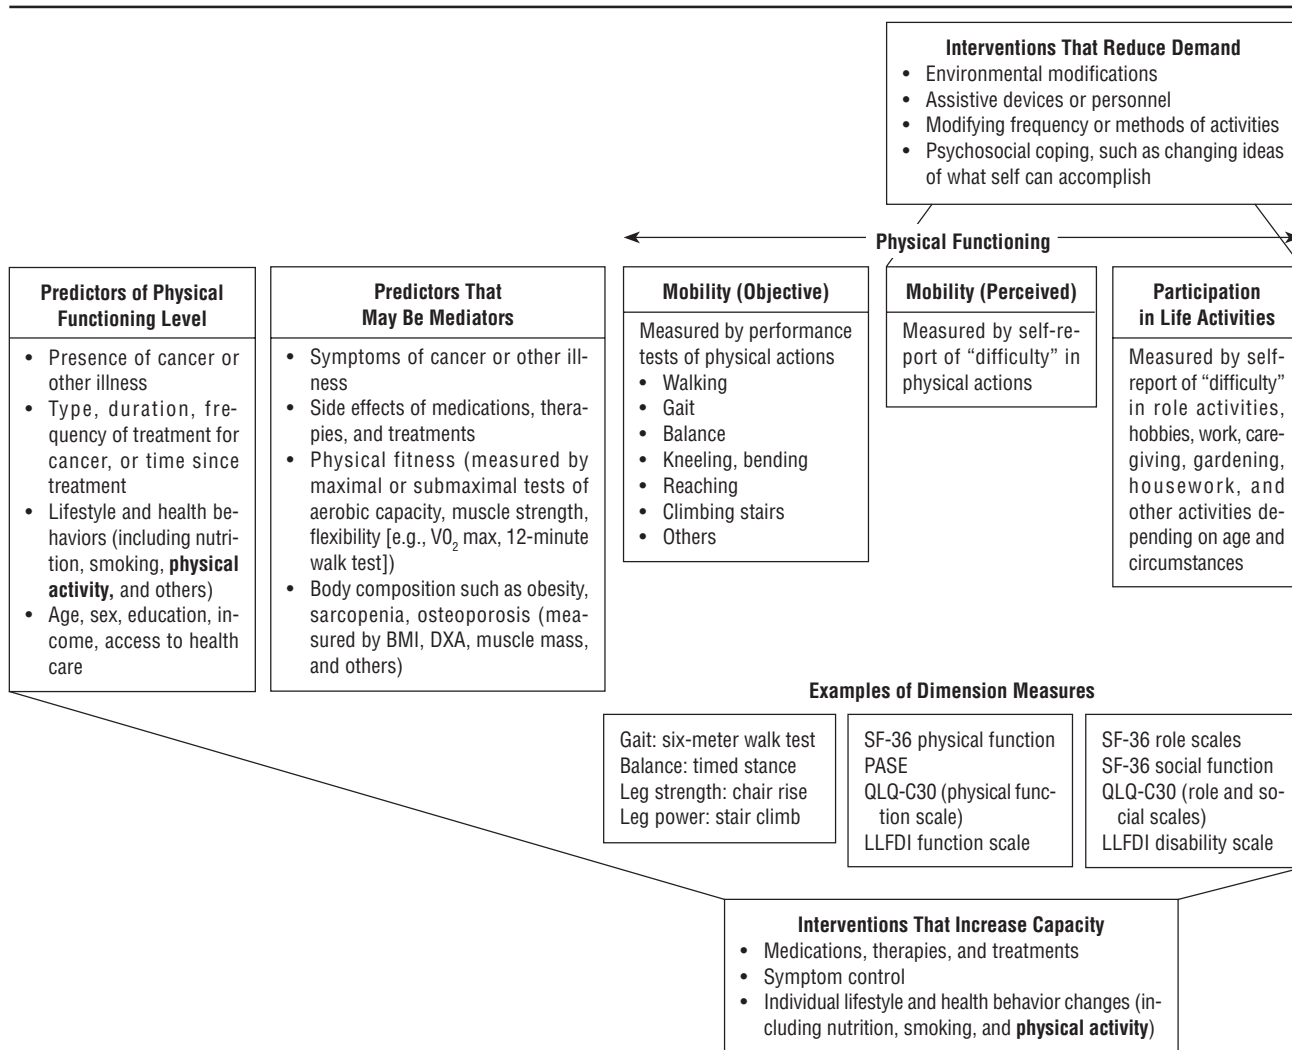 Interventions That Reduce Demand
• Environmental modifications
• Assistive devices or personnel
• Modifying frequency or methods of activities
• Psychosocial coping, such as changing ideas
of what self can accomplish
Physical Functioning
Predictors of Physical
Functioning Level
• Presence of cancer or
other illness
• Type, duration, fre-
quency of treatment for
cancer, or time since
treatment
• Lifestyle and health be-
haviors (including nutri-
tion, smoking, physical
activity, and others)
• Age, sex, education, in-
come, access to health
care
Predictors That
May Be Mediators
• Symptoms of cancer or other ill-
ness
• Side effects of medications, thera-
pies, and treatments
• Physical fitness (measured by
maximal or submaximal tests of
aerobic capacity, muscle strength,
flexibility [e.g., V0₂ max, 12-minute
walk test])
• Body composition such as obesity,
sarcopenia, osteoporosis (mea-
sured by BMI, DXA, muscle mass,
and others)
Mobility (Objective)
Measured by performance
tests of physical actions
• Walking
• Gait
• Balance
• Kneeling, bending
• Reaching
• Climbing stairs
• Others
Mobility (Perceived)
Measured by self-re-
port of “difficulty” in
physical actions
Participation
in Life Activities
Measured by self-
report of “difficulty”
in role activities,
hobbies, work, care-
giving, gardening,
housework, and
other activities de-
pending on age and
circumstances
Examples of Dimension Measures
Gait: six-meter walk test
Balance: timed stance
Leg strength: chair rise
Leg power: stair climb
SF-36 physical function
PASE
QLQ-C30 (physical func-
tion scale)
LLFDI function scale
SF-36 role scales
SF-36 social function
QLQ-C30 (role and so-
cial scales)
LLFDI disability scale
Interventions That Increase Capacity
• Medications, therapies, and treatments
• Symptom control
• Individual lifestyle and health behavior changes (in-
cluding nutrition, smoking, and physical activity)